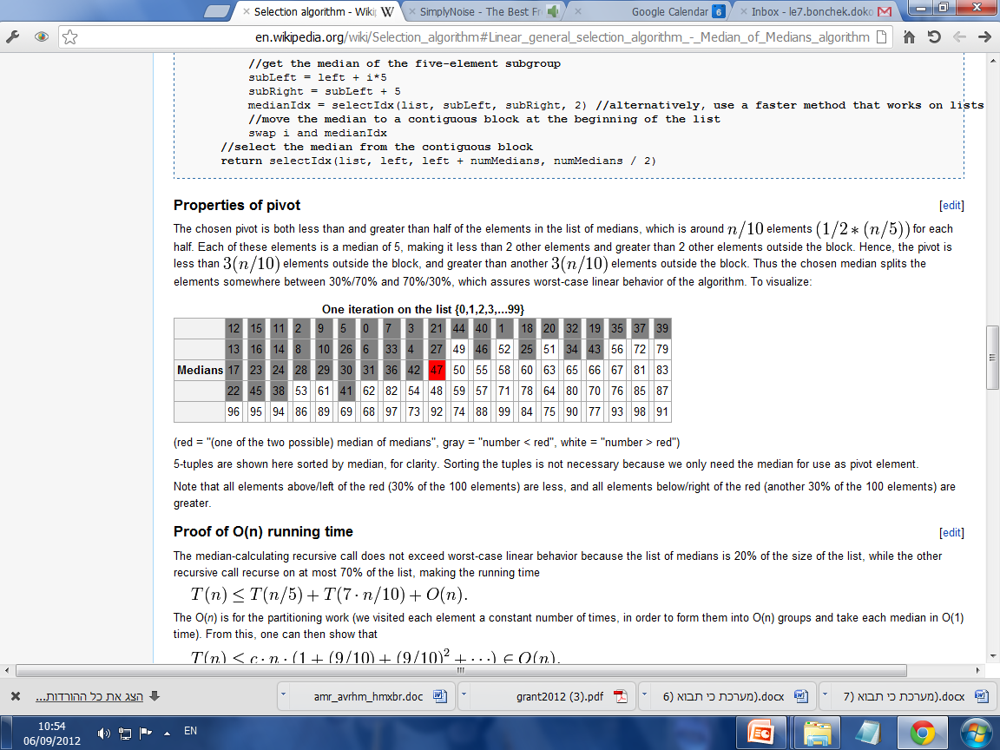 Selection algorithm - Wiki
SimplyNoise - The Best Fr
Google Calendar 6
Inbox - le7.bonchek.doko
en.wikipedia.org/wiki/Selection_algorithm#Linear_general_selection_algorithm_-_Median_of_Medians_algorithm
//get the median of the five-element subgroup
subLeft = left + i*5
subRight = subLeft + 5
medianIdx = selectIdx(list, subLeft, subRight, 2) //alternatively, use a faster method that works on lists
//move the median to a contiguous block at the beginning of the list
swap i and medianIdx
//select the median from the contiguous block
return selectIdx(list, left, left + numMedians, numMedians / 2)
Properties of pivot [edit]
The chosen pivot is both less than and greater than half of the elements in the list of medians, which is around n/10 elements (1/2 * (n/5)) for each
half. Each of these elements is a median of 5, making it less than 2 other elements and greater than 2 other elements outside the block. Hence, the pivot is
less than 3(n/10) elements outside the block, and greater than another 3(n/10) elements outside the block. Thus the chosen median splits the
elements somewhere between 30%/70% and 70%/30%, which assures worst-case linear behavior of the algorithm. To visualize:
One iteration on the list {0,1,2,3,...99}
12 15 11 2 9 5 0 7 3 21 44 40 1 18 20 32 19 35 37 39
13 16 14 8 10 26 6 33 4 27 49 46 52 25 51 34 43 56 72 79
Medians 17 23 24 28 29 30 31 36 42 47 50 55 58 60 63 65 66 67 81 83
22 45 38 53 61 41 62 82 54 48 59 57 71 78 64 80 70 76 85 87
96 95 94 86 89 69 68 97 73 92 74 88 99 84 75 90 77 93 98 91
(red = "(one of the two possible) median of medians", gray = "number < red", white = "number > red")
5-tuples are shown here sorted by median, for clarity. Sorting the tuples is not necessary because we only need the median for use as pivot element.
Note that all elements above/left of the red (30% of the 100 elements) are less, and all elements below/right of the red (another 30% of the 100 elements) are
greater.
Proof of O(n) running time [edit]
The median-calculating recursive call does not exceed worst-case linear behavior because the list of medians is 20% of the size of the list, while the other
recursive call recurse on at most 70% of the list, making the running time
T(n) ≤ T(n/5) + T(7 · n/10) + O(n).
The O(n) is for the partitioning work (we visited each element a constant number of times, in order to form them into O(n) groups and take each median in O(1)
time). From this, one can then show that
T(n) ≤ c · n · (1 + (9/10) + (9/10)² + ⋯) ∈ O(n).
הצג את כל ההורדות...
amr_avrhm_hmxbr.doc
grant2012 (3).pdf
מערכת כי תבוא (6).docx
מערכת כי תבוא (7).docx
10:54
06/09/2012
EN